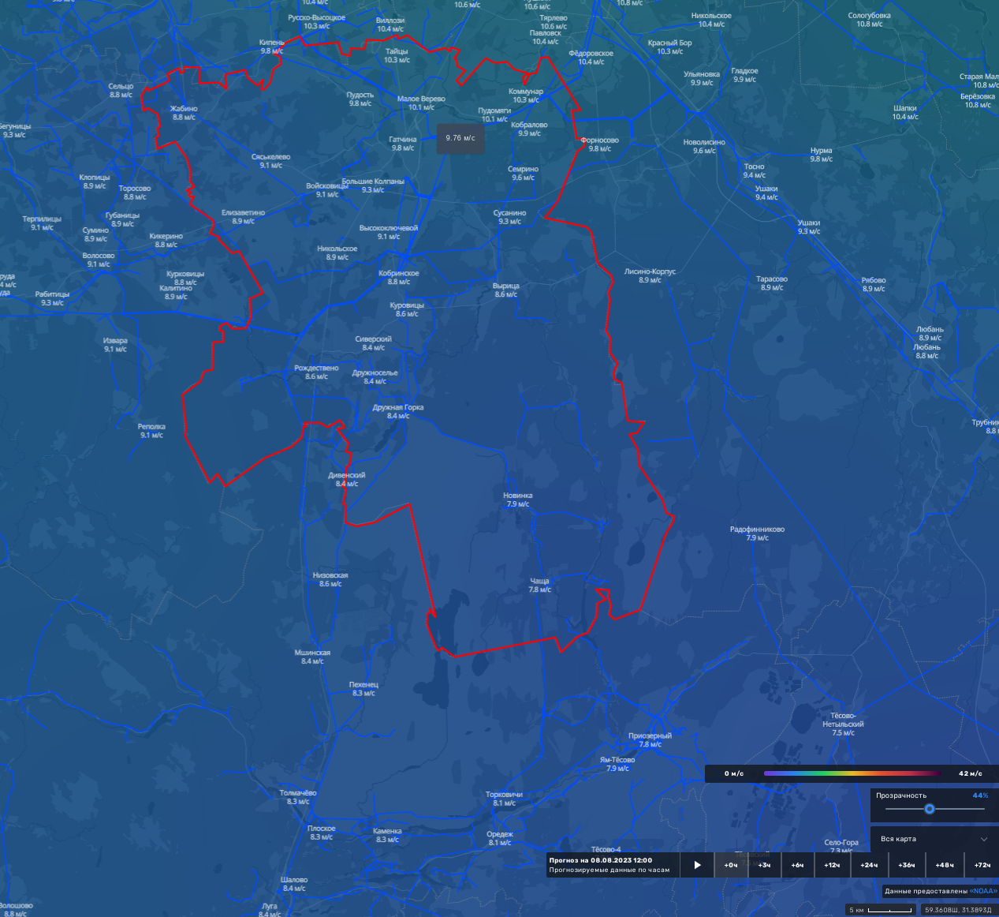 10.4 м/с
10.6 м/с
10.6 м/с
10.8 м/с
Русско-Высоцкое
10.3 м/с
Виллози
10.4 м/с
Тярлево
10.6 м/с
Павловск
10.4 м/с
Никольское
10.4 м/с
Сологубовка
10.8 м/с
Кипень
9.8 м/с
Тайцы
10.3 м/с
Фёдоровское
10.4 м/с
Красный Бор
10.3 м/с
Ульяновка
9.9 м/с
Гладкое
9.9 м/с
Старая Мал
10.8 м/с
Сельцо
8.8 м/с
Жабино
8.8 м/с
Пудость
9.8 м/с
Малое Верево
10.1 м/с
Коммунар
10.3 м/с
Берёзовка
10.8 м/с
Шапки
10.4 м/с
Пудомяги
10.1 м/с
Кобралово
9.9 м/с
Бегуницы
9.3 м/с
Гатчина
9.8 м/с
9.76 м/с
Форносово
9.8 м/с
Новолисино
9.6 м/с
Нурма
9.8 м/с
Сяськелево
9.1 м/с
Семрино
9.6 м/с
Тосно
9.4 м/с
Клопицы
8.9 м/с
Торосово
8.8 м/с
Войсковицы
9.1 м/с
Большие Колпаны
9.3 м/с
Ушаки
9.4 м/с
Терпилицы
9.1 м/с
Губаницы
8.9 м/с
Елизаветино
8.9 м/с
Сусанино
9.3 м/с
Ушаки
9.3 м/с
Сумино
8.9 м/с
Кикерино
8.8 м/с
Высокоключевой
9.1 м/с
Волосово
9.1 м/с
Никольское
8.9 м/с
руда
4 м/с
уда
Курковицы
8.8 м/с
Калитино
8.9 м/с
Кобринское
8.8 м/с
Лисино-Корпус
8.9 м/с
Тарасово
8.9 м/с
Рябово
8.9 м/с
Рабитицы
9.3 м/с
Вырица
8.6 м/с
Куровицы
8.6 м/с
Извара
9.1 м/с
Сиверский
8.4 м/с
Любань
8.9 м/с
Любань
8.8 м/с
Рождествено
8.6 м/с
Дружноселье
8.4 м/с
Дружная Горка
8.4 м/с
Реполка
9.1 м/с
Трубник
8.8 м
Дивенский
8.4 м/с
Новинка
7.9 м/с
Радофинниково
7.9 м/с
Низовская
8.6 м/с
Чаща
7.8 м/с
Мшинская
8.4 м/с
Пехенец
8.3 м/с
Тёсово-
Нетыльский
7.5 м/с
Приозерный
7.8 м/с
Ям-Тёсово
7.9 м/с
0 м/с
42 м/с
Толмачёво
8.3 м/с
Торковичи
8.1 м/с
Прозрачность
44%
Плоское
8.3 м/с
Каменка
8.3 м/с
Оредеж
8.1 м/с
Вся карта
Тёсово-4
Село-Гора
7.3 м/с
Прогноз на 08.08.2023 12:00
Прогнозируемые данные по часам
+0ч
+3ч
+6ч
+12ч
+24ч
+36ч
+48ч
+72ч
Шалово
8.4 м/с
Данные предоставлены «NOAA»
Волошово
8.8 м/с
Луга
8.4 м/с
5 км
59.3608Ш, 31.3893Д